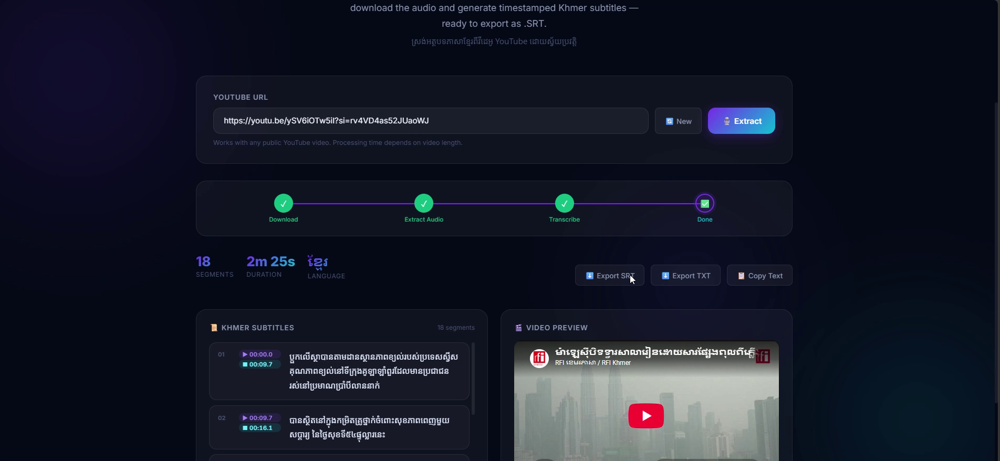 download the audio and generate timestamped Khmer subtitles —
ready to export as .SRT.
ស្រង់អត្ថបទភាសាខ្មែរពីវីដេអូ YouTube ដោយស្វ័យប្រវត្តិ
YOUTUBE URL
https://youtu.be/ySV6iOTw5iI?si=rv4VD4as52JUaoWJ
New
Extract
Works with any public YouTube video. Processing time depends on video length.
Download
Extract Audio
Transcribe
Done
18
SEGMENTS
2m 25s
DURATION
ខ្មែរ
LANGUAGE
Export SRT
Export TXT
Copy Text
KHMER SUBTITLES
18 segments
01
00:00.0
00:09.7
ប្អូកលើស្ថាបានតាមដានស្ថានភាពខ្យល់របស់ប្រទេសស្វីស
គុណភាពខ្យល់នៅទីក្រុងគូឡាឡាំពួរដែលមានប្រជាជន
រស់នៅប្រមាណប្រាំបីលាននាក់
02
00:09.7
00:16.1
បានស្ថិតនៅក្នុងកម្រិតគ្រូថ្នាក់ចំពោះសុខភាពពេញមួយ
សប្តារ្យ នៃថ្ងៃសុខទី៥៤ផ្ទុល្លារនេះ
VIDEO PREVIEW
ម៉ាឡេស៊ីបិទទ្វារសាលារៀនដោយសារផ្សែងពុលពីភ្លើ
RFI ខេមរភាសា / RFI Khmer
rfi
rfi